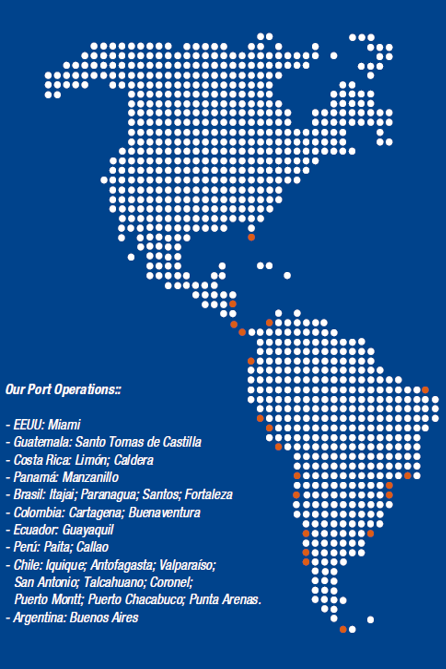 Our Port Operations::
- EEUU: Miami
- Guatemala: Santo Tomas de Castilla
- Costa Rica: Limón; Caldera
- Panamá: Manzanillo
- Brasil: Itajai; Paranagua; Santos; Fortaleza
- Colombia: Cartagena; Buenaventura
- Ecuador: Guayaquil
- Perú: Paita; Callao
- Chile: Iquique; Antofagasta; Valparaíso;
San Antonio; Talcahuano; Coronel;
Puerto Montt; Puerto Chacabuco; Punta Arenas.
- Argentina: Buenos Aires